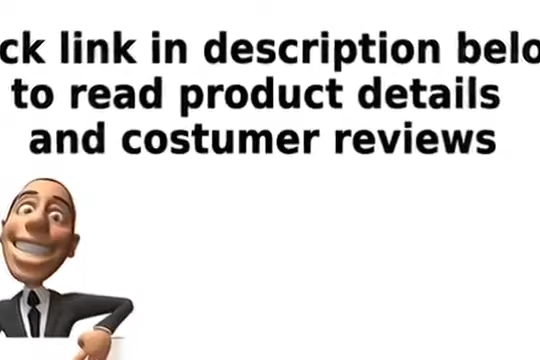 ck link in description belo
to read product details
and costumer reviews